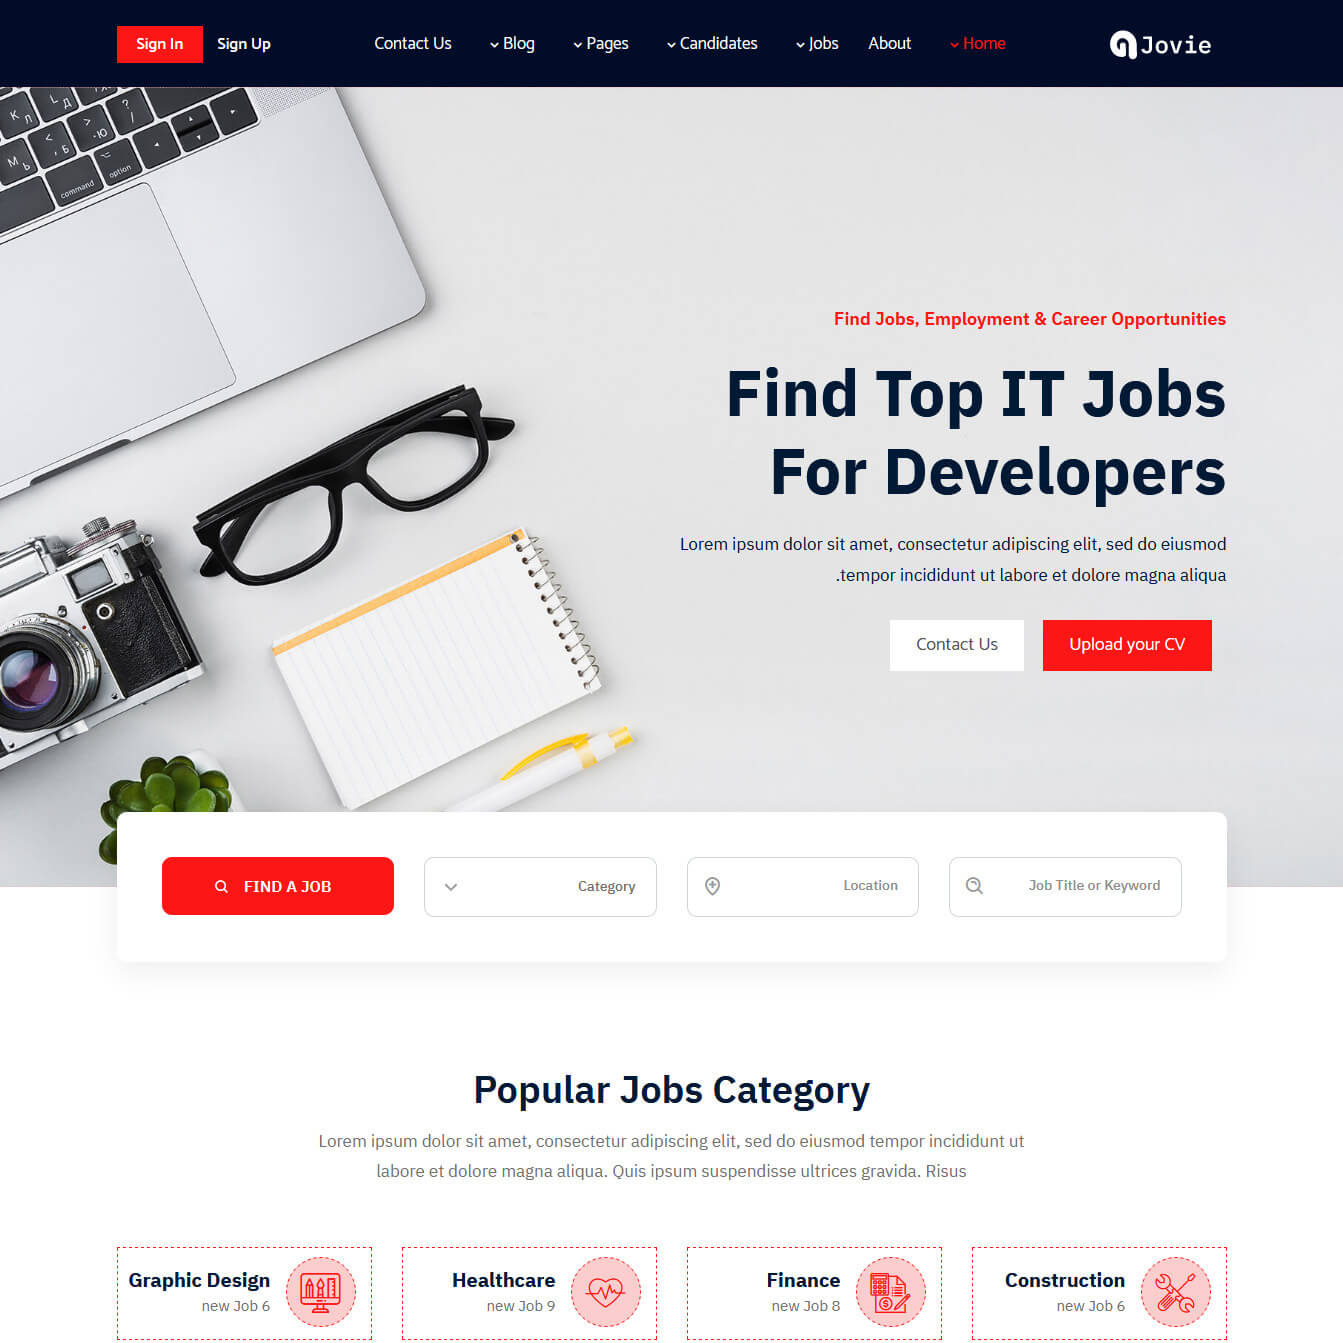 Jovie
Home
About
Jobs
Candidates
Pages
Blog
Contact Us
Sign Up
Sign In
command
option
Find Jobs, Employment & Career Opportunities
Find Top IT Jobs
For Developers
Lorem ipsum dolor sit amet, consectetur adipiscing elit, sed do eiusmod
.tempor incididunt ut labore et dolore magna aliqua
Upload your CV
Contact Us
Job Title or Keyword
Location
Category
FIND A JOB
Popular Jobs Category
Lorem ipsum dolor sit amet, consectetur adipiscing elit, sed do eiusmod tempor incididunt ut
labore et dolore magna aliqua. Quis ipsum suspendisse ultrices gravida. Risus
Construction
new Job 6
Finance
new Job 8
Healthcare
new Job 9
Graphic Design
new Job 6